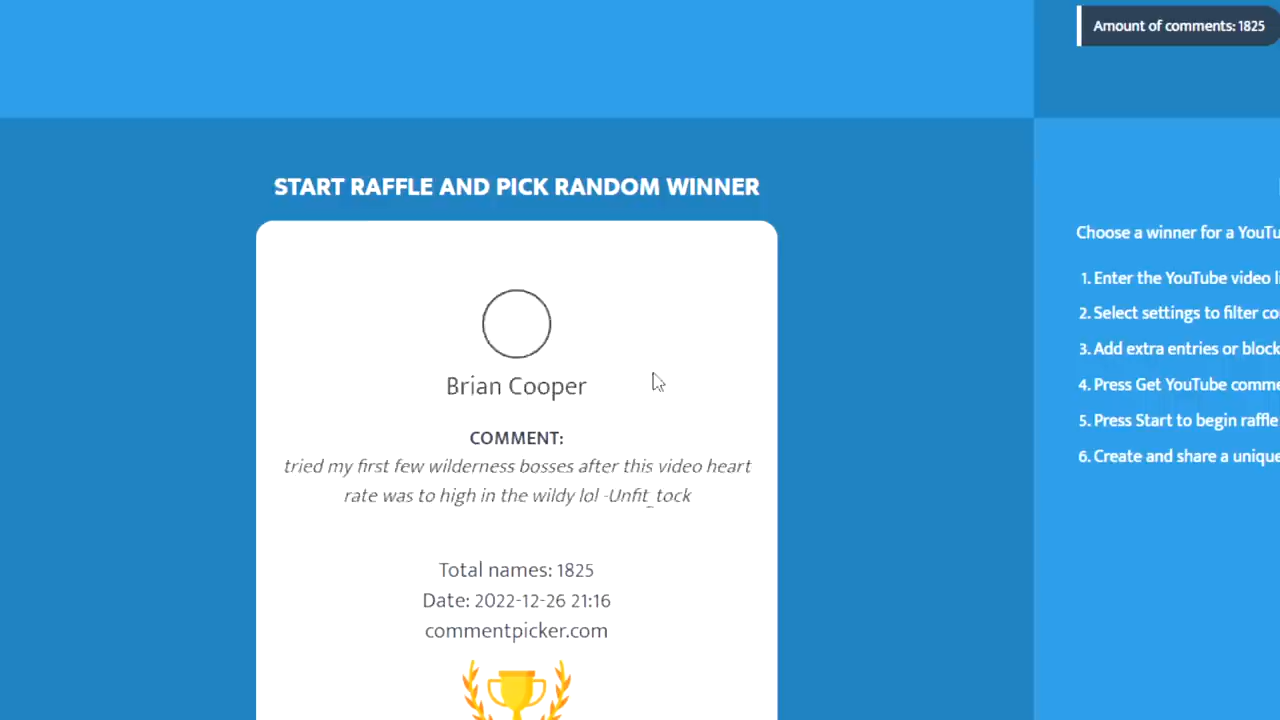 Amount of comments: 1825
START RAFFLE AND PICK RANDOM WINNER
Brian Cooper
COMMENT:
tried my first few wilderness bosses after this video heart
rate was to high in the wildy lol -Unfit_tock
Total names: 1825
Date: 2022-12-26 21:16
commentpicker.com
Choose a winner for a
1. Enter the YouTube video
2. Select settings to filter
3. Add extra entries or block
4. Press Get YouTube
5. Press Start to begin raffle
6. Create and share a unique